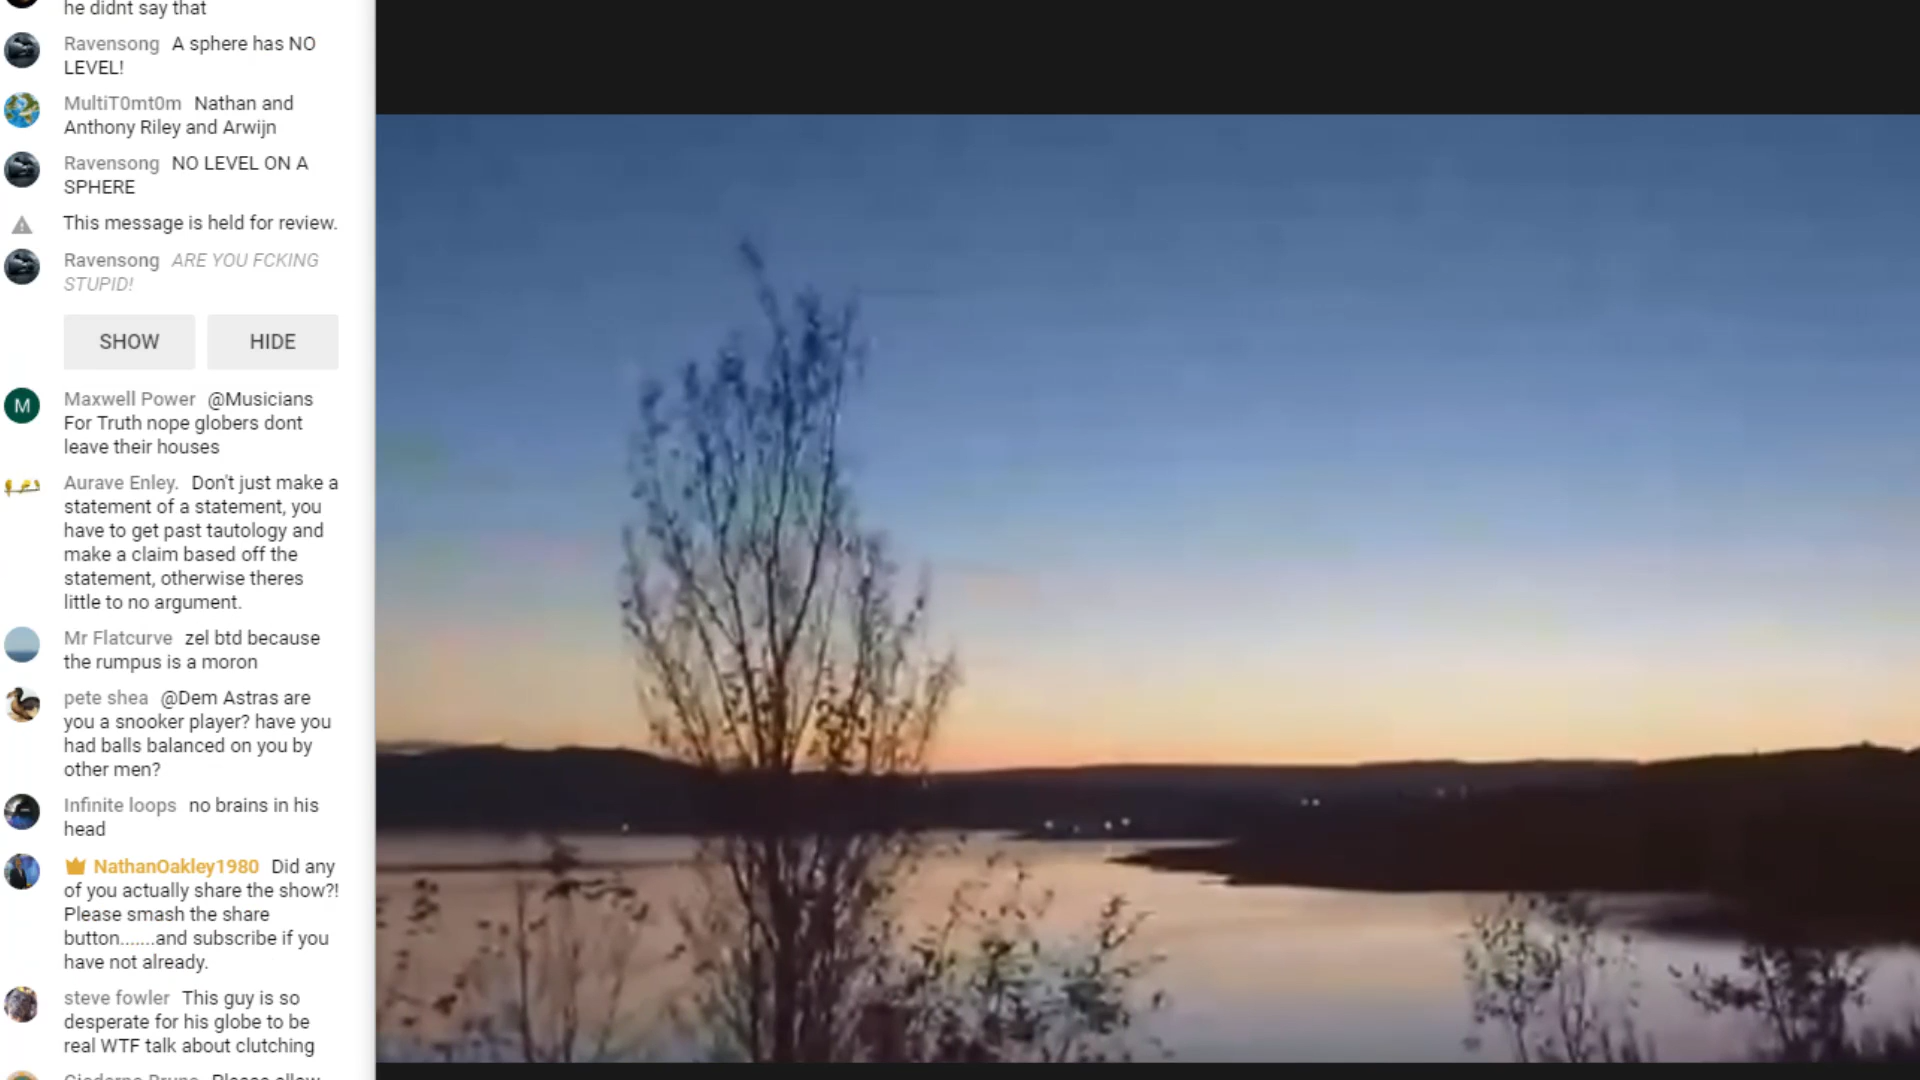 he didnt say that
Ravensong A sphere has NO
LEVEL!
MultiT0mt0m Nathan and
Anthony Riley and Arwijn
Ravensong NO LEVEL ON A
SPHERE
This message is held for review.
Ravensong ARE YOU FCKING
STUPID!
SHOW HIDE
M
Maxwell Power @Musicians
For Truth nope globers dont
leave their houses
Aurave Enley. Don't just make a
statement of a statement, you
have to get past tautology and
make a claim based off the
statement, otherwise theres
little to no argument.
Mr Flatcurve zel btd because
the rumpus is a moron
pete shea @Dem Astras are
you a snooker player? have you
had balls balanced on you by
other men?
Infinite loops no brains in his
head
NathanOakley1980 Did any
of you actually share the show?!
Please smash the share
button.......and subscribe if you
have not already.
steve fowler This guy is so
desperate for his globe to be
real WTF talk about clutching